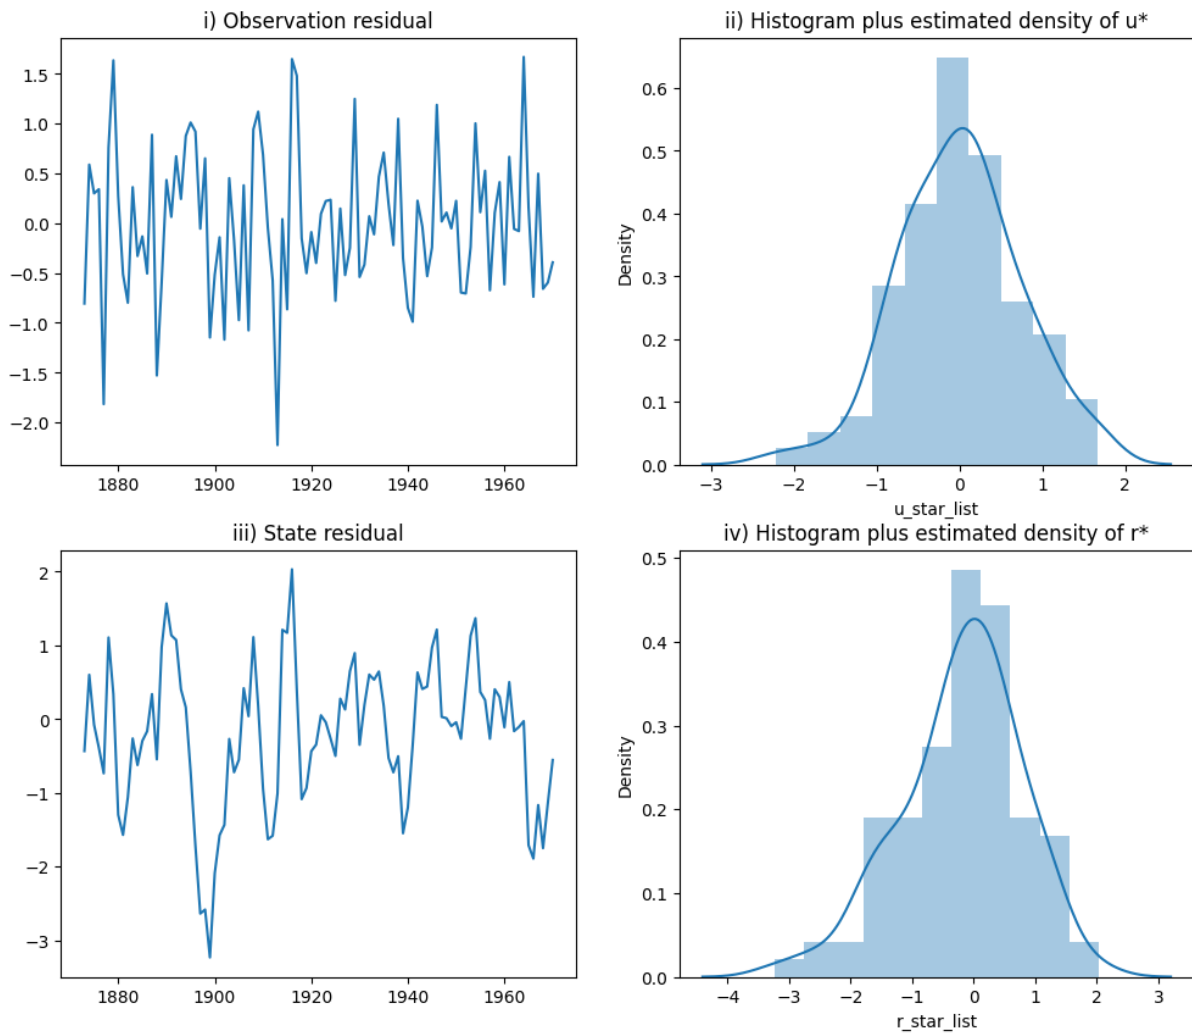 i) Observation residual
1.5
1.0
0.5
0.0
−0.5
−1.0
−1.5
−2.0
1880 1900 1920 1940 1960
ii) Histogram plus estimated density of u*
Density
0.6
0.5
0.4
0.3
0.2
0.1
0.0
−3 −2 −1 0 1 2
u_star_list
iii) State residual
2
1
0
−1
−2
−3
1880 1900 1920 1940 1960
iv) Histogram plus estimated density of r*
Density
0.5
0.4
0.3
0.2
0.1
0.0
−4 −3 −2 −1 0 1 2 3
r_star_list